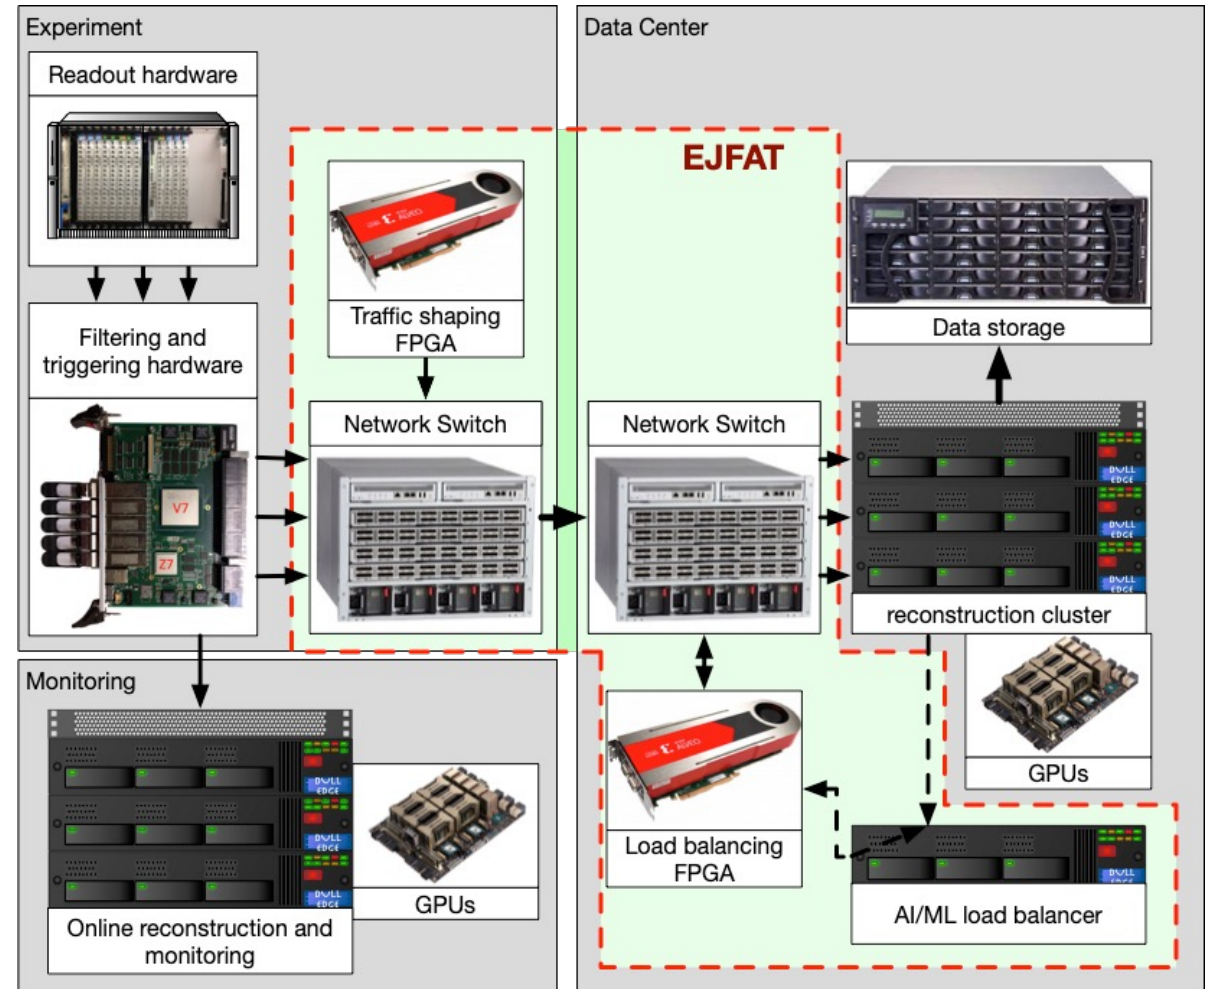 Experiment
Readout hardware
Filtering and
triggering hardware
V7
Z7
Monitoring
Online reconstruction and
monitoring
GPUs
EJFAT
Traffic shaping
FPGA
Network Switch
Data Center
Network Switch
Load balancing
FPGA
Data storage
reconstruction cluster
GPUs
AI/ML load balancer